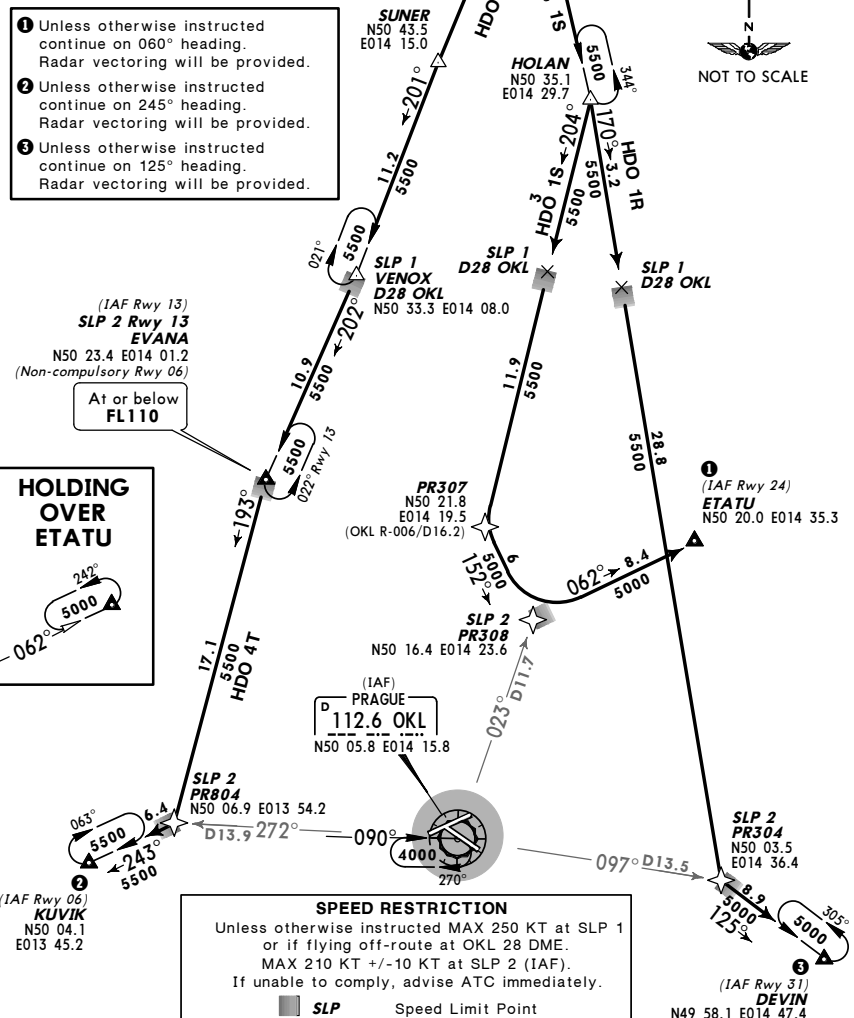 ❶ Unless otherwise instructed
continue on 060° heading.
Radar vectoring will be provided.
❷ Unless otherwise instructed
continue on 245° heading.
Radar vectoring will be provided.
❸ Unless otherwise instructed
continue on 125° heading.
Radar vectoring will be provided.
SUNER
N50 43.5
E014 15.0
HDO
1S
N
NOT TO SCALE
HOLAN
N50 35.1
E014 29.7
5500
344°
201°
11.2
5500
204°
HDO 1S
3
5500
170°
3.2
HDO 1R
5500
021°
5500
SLP 1
VENOX
D28 OKL
N50 33.3 E014 08.0
SLP 1
D28 OKL
SLP 1
D28 OKL
202°
10.9
5500
(IAF Rwy 13)
SLP 2 Rwy 13
EVANA
N50 23.4 E014 01.2
(Non-compulsory Rwy 06)
At or below
FL110
5500
022° Rwy 13
11.9
5500
28.8
5500
193°
HOLDING
OVER
ETATU
242°
5000
062°
PR307
N50 21.8
E014 19.5
(OKL R-006/D16.2)
❶
(IAF Rwy 24)
ETATU
N50 20.0 E014 35.3
6
5000
152°
062°
8.4
5000
SLP 2
PR308
N50 16.4 E014 23.6
17.1
5500
HDO 4T
023° D11.7
(IAF)
PRAGUE
D 112.6 OKL
N50 05.8 E014 15.8
SLP 2
PR804
N50 06.9 E013 54.2
063°
5500
6.4
243°
5500
D13.9 272°
090°
4000
270°
097° D13.5
SLP 2
PR304
N50 03.5
E014 36.4
❷
(IAF Rwy 06)
KUVIK
N50 04.1
E013 45.2
8.9
5000
125°
5000
305°
❸
(IAF Rwy 31)
DEVIN
N49 58.1 E014 47.4
SPEED RESTRICTION
Unless otherwise instructed MAX 250 KT at SLP 1
or if flying off-route at OKL 28 DME.
MAX 210 KT +/-10 KT at SLP 2 (IAF).
If unable to comply, advise ATC immediately.
SLP Speed Limit Point